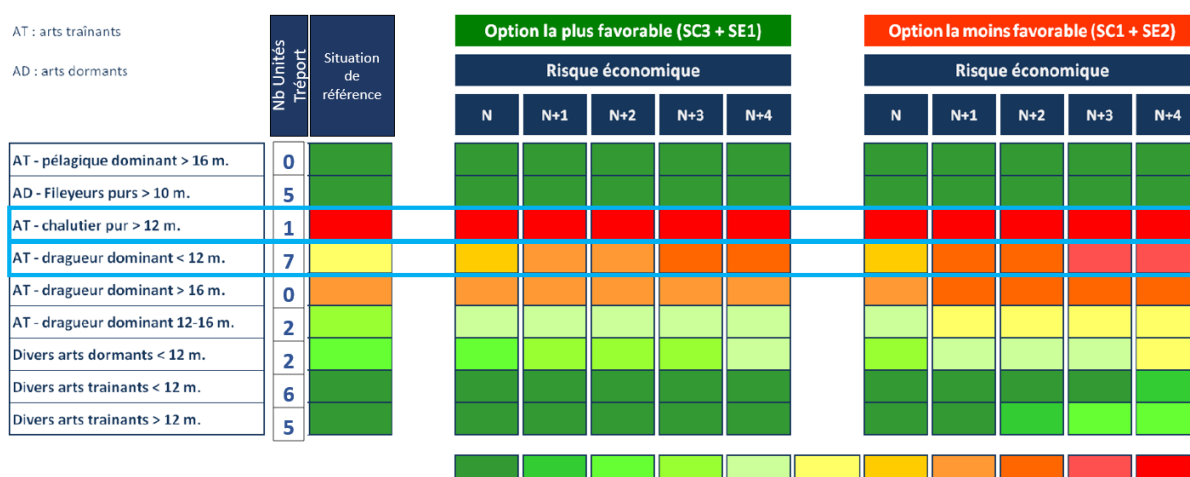 AT : arts traînants
AD : arts dormants
Nb Unités
Tréport
Situation
de
référence
Option la plus favorable (SC3 + SE1)
Option la moins favorable (SC1 + SE2)
Risque économique
Risque économique
N N+1 N+2 N+3 N+4
N N+1 N+2 N+3 N+4
AT - pélagique dominant > 16 m. 0
AD - Fileyeurs purs > 10 m. 5
AT - chalutier pur > 12 m. 1
AT - dragueur dominant < 12 m. 7
AT - dragueur dominant > 16 m. 0
AT - dragueur dominant 12-16 m. 2
Divers arts dormants < 12 m. 2
Divers arts trainants < 12 m. 6
Divers arts trainants > 12 m. 5